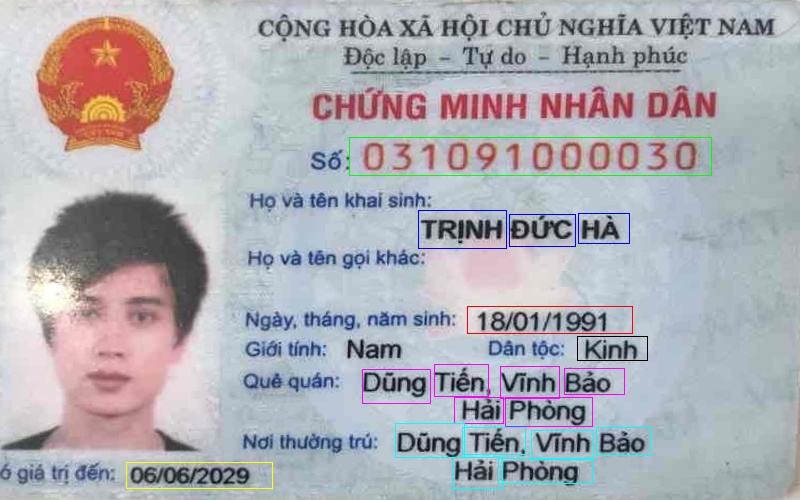 CỘNG HÒA XÃ HỘI CHỦ NGHĨA VIỆT NAM
Độc lập - Tự do - Hạnh phúc
CHỨNG MINH NHÂN DÂN
Số: 031091000030
Họ và tên khai sinh:
TRỊNH ĐỨC HÀ
Họ và tên gọi khác:
Ngày, tháng, năm sinh: 18/01/1991
Giới tính: Nam Dân tộc: Kinh
Quê quán: Dũng Tiến, Vĩnh Bảo
Hải Phòng
Nơi thường trú: Dũng Tiến, Vĩnh Bảo
Hải Phòng
ó giá trị đến: 06/06/2029